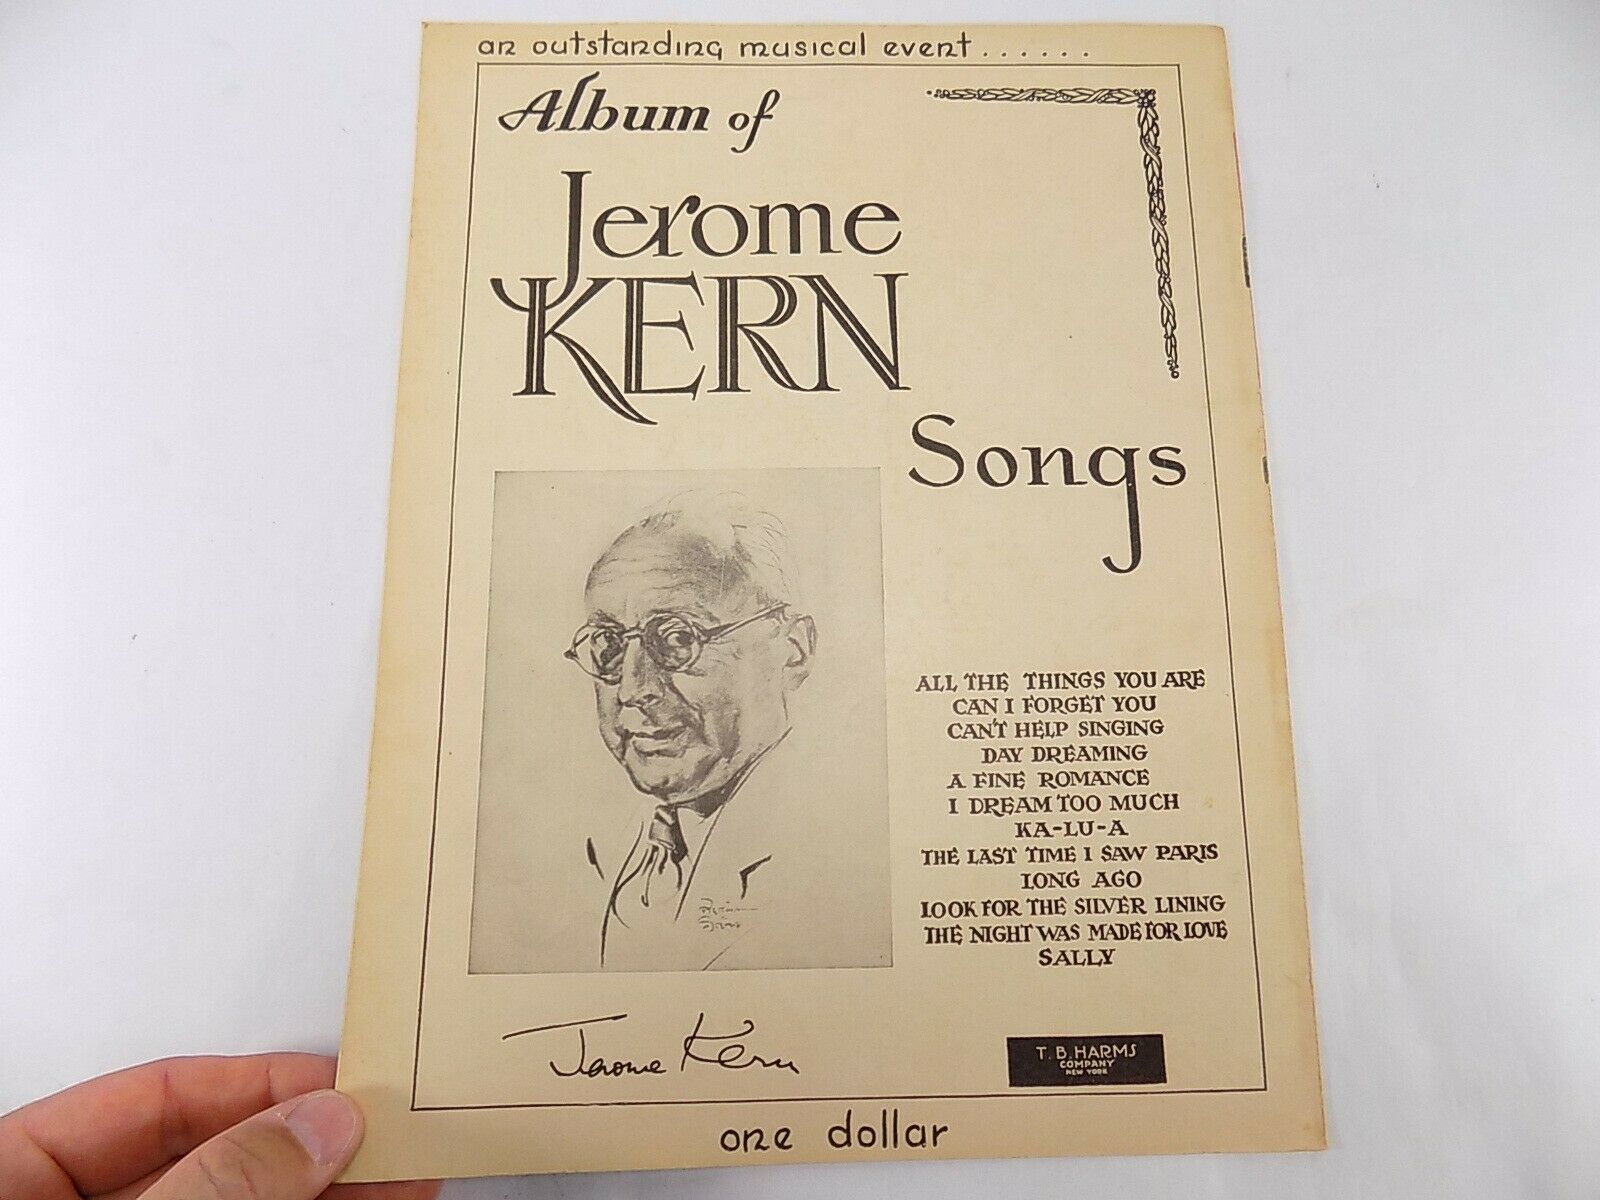 an outstanding musical event......
Album of
Jerome
KERN
Songs
ALL THE THINGS YOU ARE
CAN I FORGET YOU
CAN'T HELP SINGING
DAY DREAMING
A FINE ROMANCE
I DREAM TOO MUCH
KA-LU-A
THE LAST TIME I SAW PARIS
LONG AGO
LOOK FOR THE SILVER LINING
THE NIGHT WAS MADE FOR LOVE
SALLY
Jerome Kern
T. B. HARMS
COMPANY
NEW YORK
one dollar